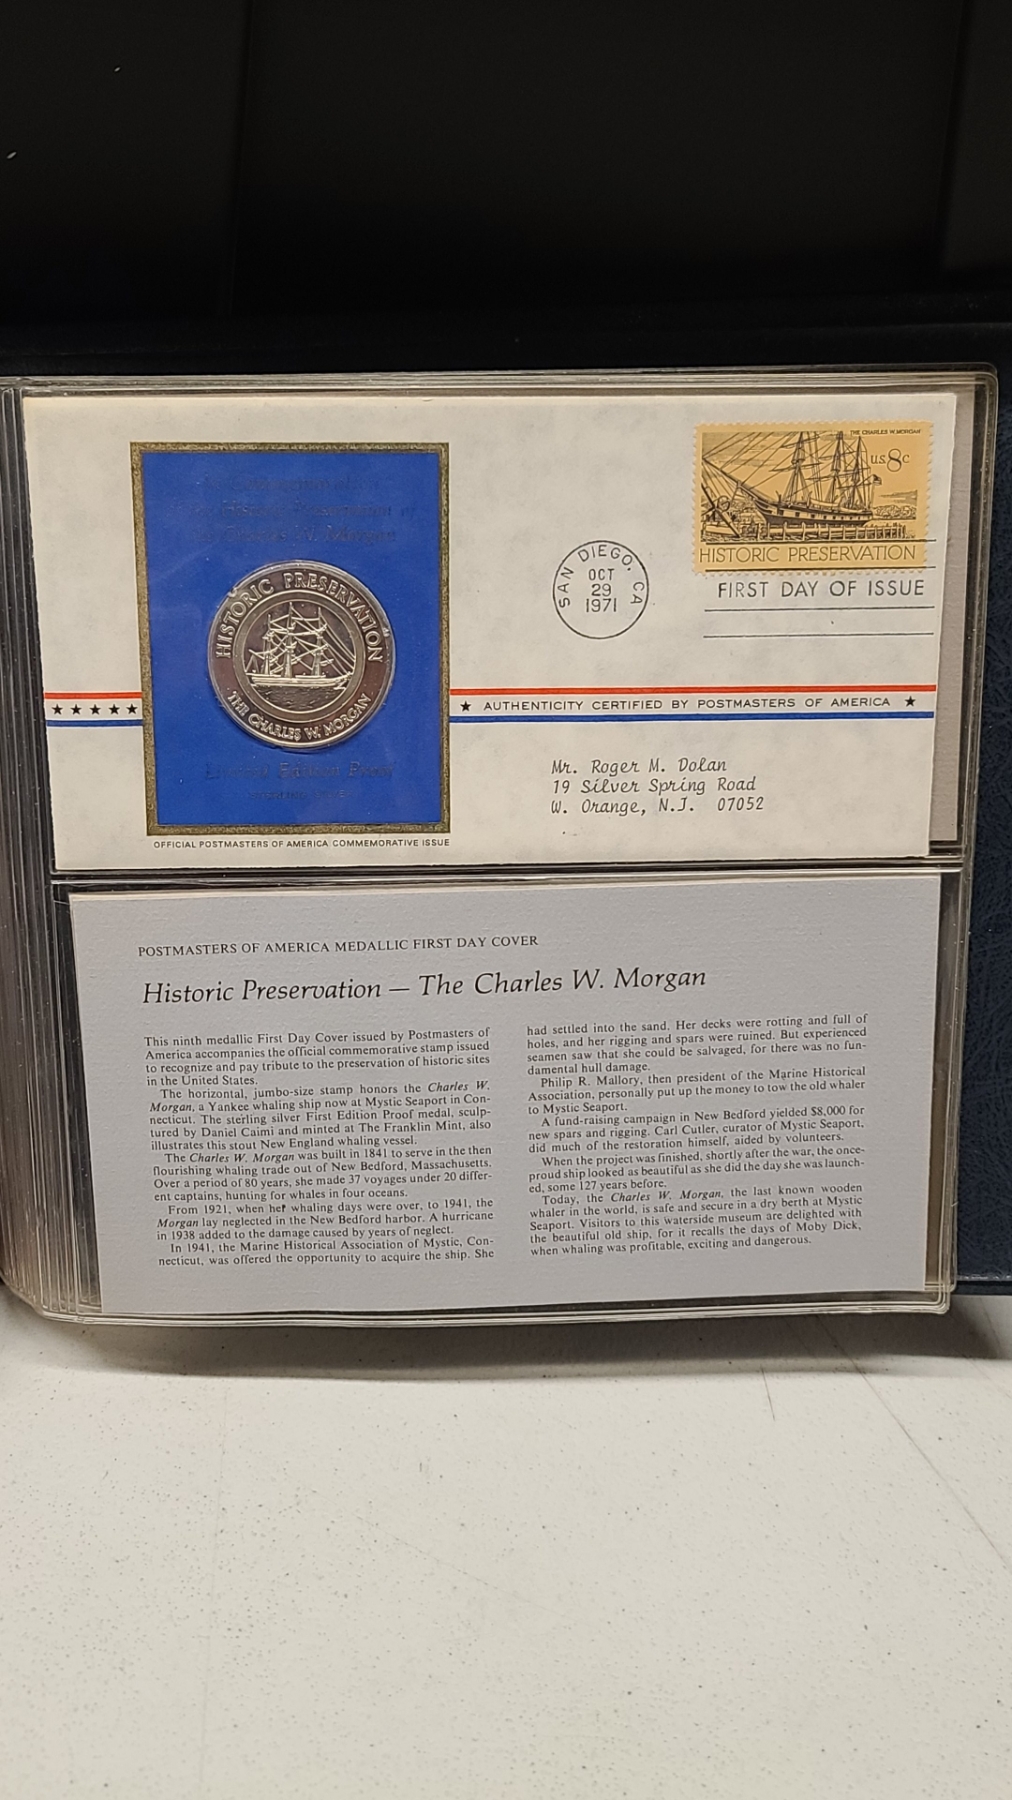 In Commemoration of
The Historic Preservation of
The Charles W. Morgan
HISTORIC PRESERVATION
THE CHARLES W. MORGAN
Limited Edition Proof
OFFICIAL POSTMASTERS OF AMERICA COMMEMORATIVE ISSUE
THE CHARLES W. MORGAN
US 8c
HISTORIC PRESERVATION
SAN DIEGO, CA
OCT
29
1971
FIRST DAY OF ISSUE
★ ★ ★ ★ ★
★ AUTHENTICITY CERTIFIED BY POSTMASTERS OF AMERICA ★
Mr. Roger M. Dolan
19 Silver Spring Road
W. Orange, N.J. 07052
POSTMASTERS OF AMERICA MEDALLIC FIRST DAY COVER
Historic Preservation — The Charles W. Morgan
This ninth medallic First Day Cover issued by Postmasters of
America accompanies the official commemorative stamp issued
to recognize and pay tribute to the preservation of historic sites
in the United States.
The horizontal, jumbo-size stamp honors the Charles W.
Morgan, a Yankee whaling ship now at Mystic Seaport in Con-
necticut. The sterling silver First Edition Proof medal, sculp-
tured by Daniel Caimi and minted at The Franklin Mint, also
illustrates this stout New England whaling vessel.
The Charles W. Morgan was built in 1841 to serve in the then
flourishing whaling trade out of New Bedford, Massachusetts.
Over a period of 80 years, she made 37 voyages under 20 differ-
ent captains, hunting for whales in four oceans.
From 1921, when her whaling days were over, to 1941, the
Morgan lay neglected in the New Bedford harbor. A hurricane
in 1938 added to the damage caused by years of neglect.
In 1941, the Marine Historical Association of Mystic, Con-
necticut, was offered the opportunity to acquire the ship. She
had settled into the sand. Her decks were rotting and full of
holes, and her rigging and spars were ruined. But experienced
seamen saw that she could be salvaged, for there was no fun-
damental hull damage.
Philip R. Mallory, then president of the Marine Historical
Association, personally put up the money to tow the old whaler
to Mystic Seaport.
A fund-raising campaign in New Bedford yielded $8,000 for
new spars and rigging. Carl Cutler, curator of Mystic Seaport,
did much of the restoration himself, aided by volunteers.
When the project was finished, shortly after the war, the once-
proud ship looked as beautiful as she did the day she was launch-
ed, some 127 years before.
Today, the Charles W. Morgan, the last known wooden
whaler in the world, is safe and secure in a dry berth at Mystic
Seaport. Visitors to this waterside museum are delighted with
the beautiful old ship, for it recalls the days of Moby Dick,
when whaling was profitable, exciting and dangerous.